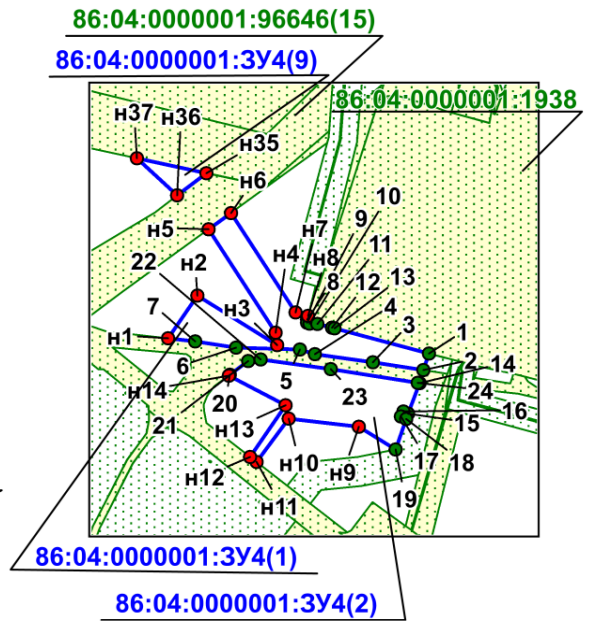 86:04:0000001:96646(15)
86:04:0000001:ЗУ4(9)
86:04:0000001:1938
н37
н36
н35
н6
10
9
н5
н7
11
22
н2
н4
н8
12
13
8
4
7
н3
3
1
н1
2
6
14
5
н14
24
23
20
16
21
15
н13
17
18
н10
н9
н12
19
н11
86:04:0000001:ЗУ4(1)
86:04:0000001:ЗУ4(2)